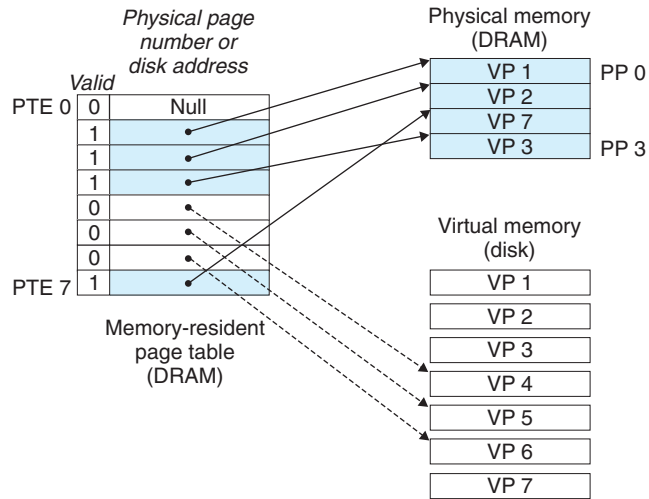 Physical page
number or
disk address
Valid
PTE 0 0 Null
1
1
1
0
0
0
PTE 7 1
Memory-resident
page table
(DRAM)
Physical memory
(DRAM)
VP 1 PP 0
VP 2
VP 7
VP 3 PP 3
Virtual memory
(disk)
VP 1
VP 2
VP 3
VP 4
VP 5
VP 6
VP 7